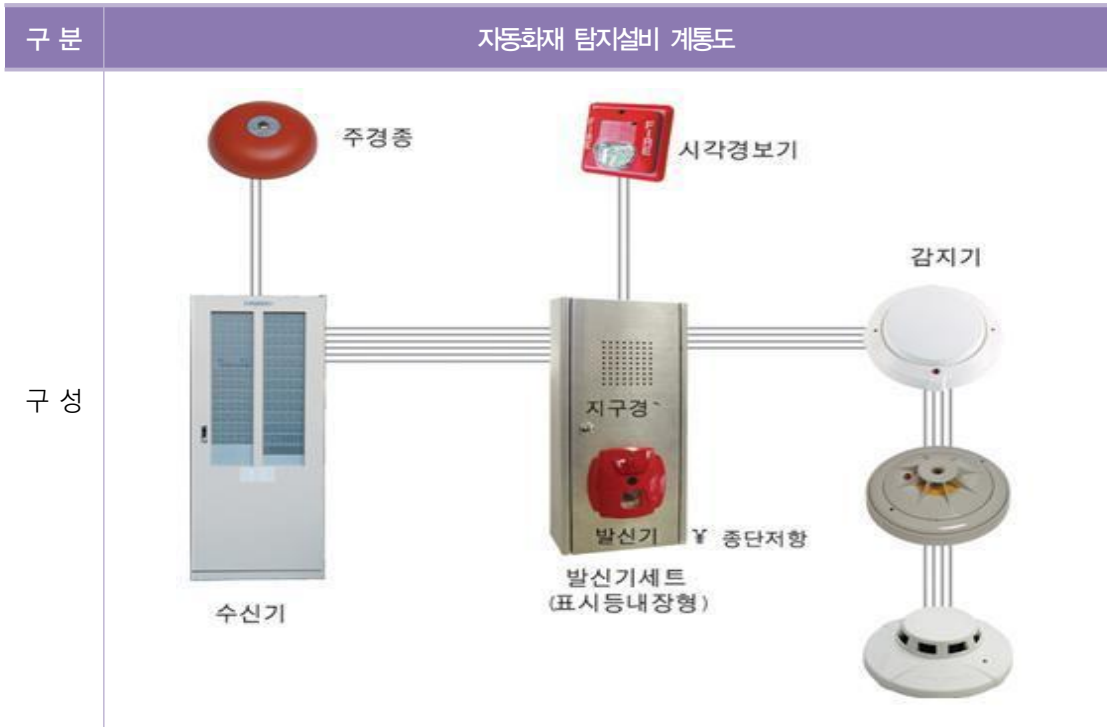 구 분
자동화재 탐지설비 계통도
구 성
주경종
시각경보기
FIRE
감지기
지구경
발신기
¥ 종단저항
발신기세트
(표시등내장형)
수신기